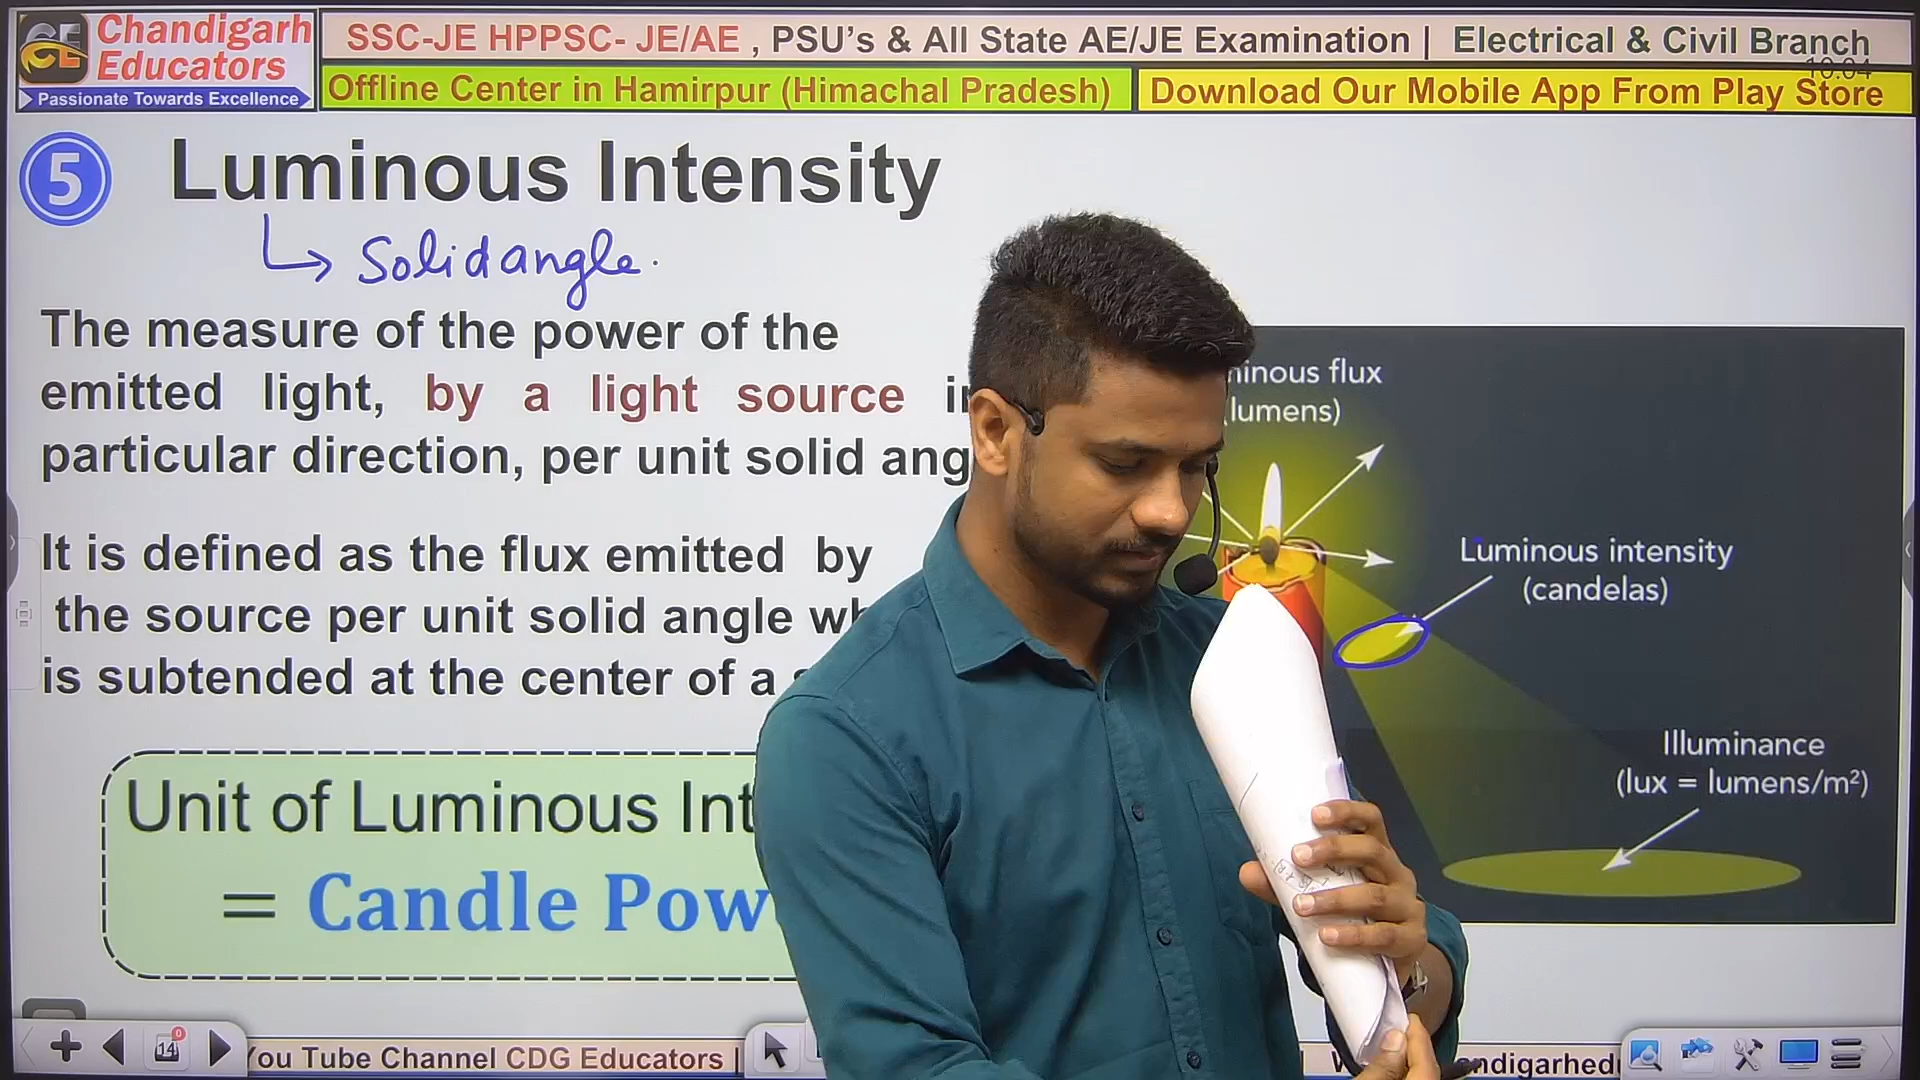 Chandigarh
Educators
Passionate Towards Excellence
SSC-JE HPPSC- JE/AE , PSU's & All State AE/JE Examination | Electrical & Civil Branch
Offline Center in Hamirpur (Himachal Pradesh)
Download Our Mobile App From Play Store
5 Luminous Intensity
Solid angle.
The measure of the power of the
emitted light, by a light source
particular direction, per unit solid
It is defined as the flux emitted by
the source per unit solid angle
is subtended at the center of a
Unit of Luminous
= Candle
flux
lumens)
Luminous intensity
(candelas)
Illuminance
(lux = lumens/m²)
14
0
You Tube Channel CDG Educators |